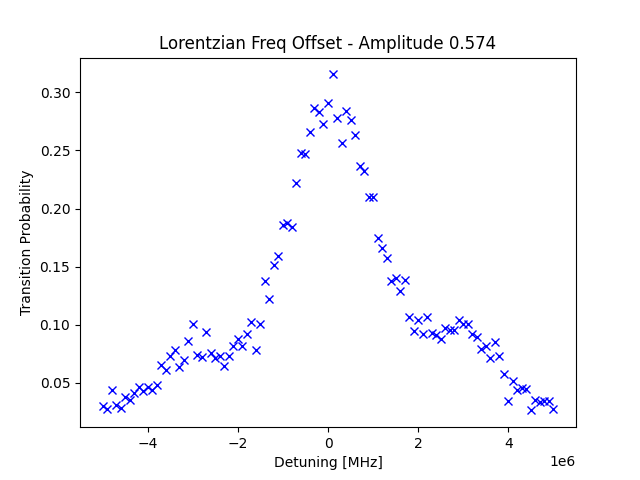 Lorentzian Freq Offset - Amplitude 0.574
Transition Probability
0.30
0.25
0.20
0.15
0.10
0.05
−4 −2 0 2 4
1e6
Detuning [MHz]